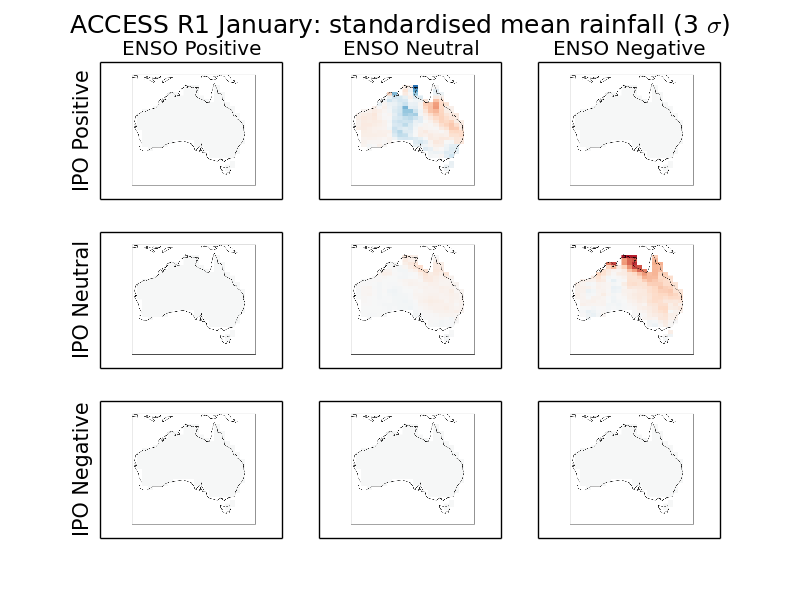 ACCESS R1 January: standardised mean rainfall (3 σ)
ENSO Positive ENSO Neutral ENSO Negative
IPO Positive
IPO Neutral
IPO Negative